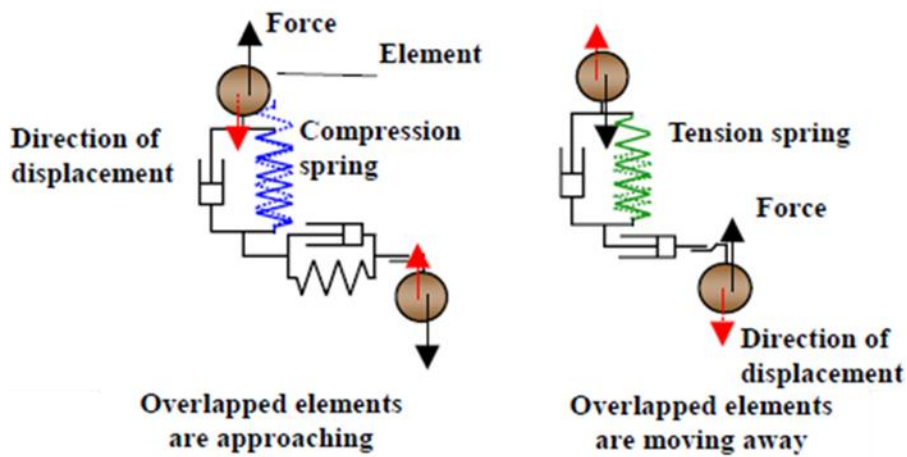 Force
Element
Direction of
displacement
Compression
spring
Overlapped elements
are approaching
Tension spring
Force
Direction of
displacement
Overlapped elements
are moving away